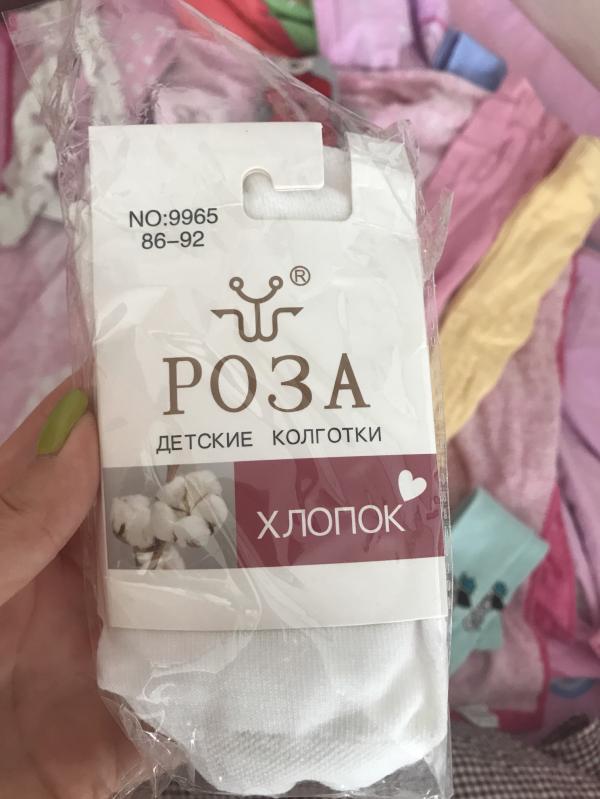 NO:9965
86-92
®
РОЗА
ДЕТСКИЕ КОЛГОТКИ
ХЛОПОК